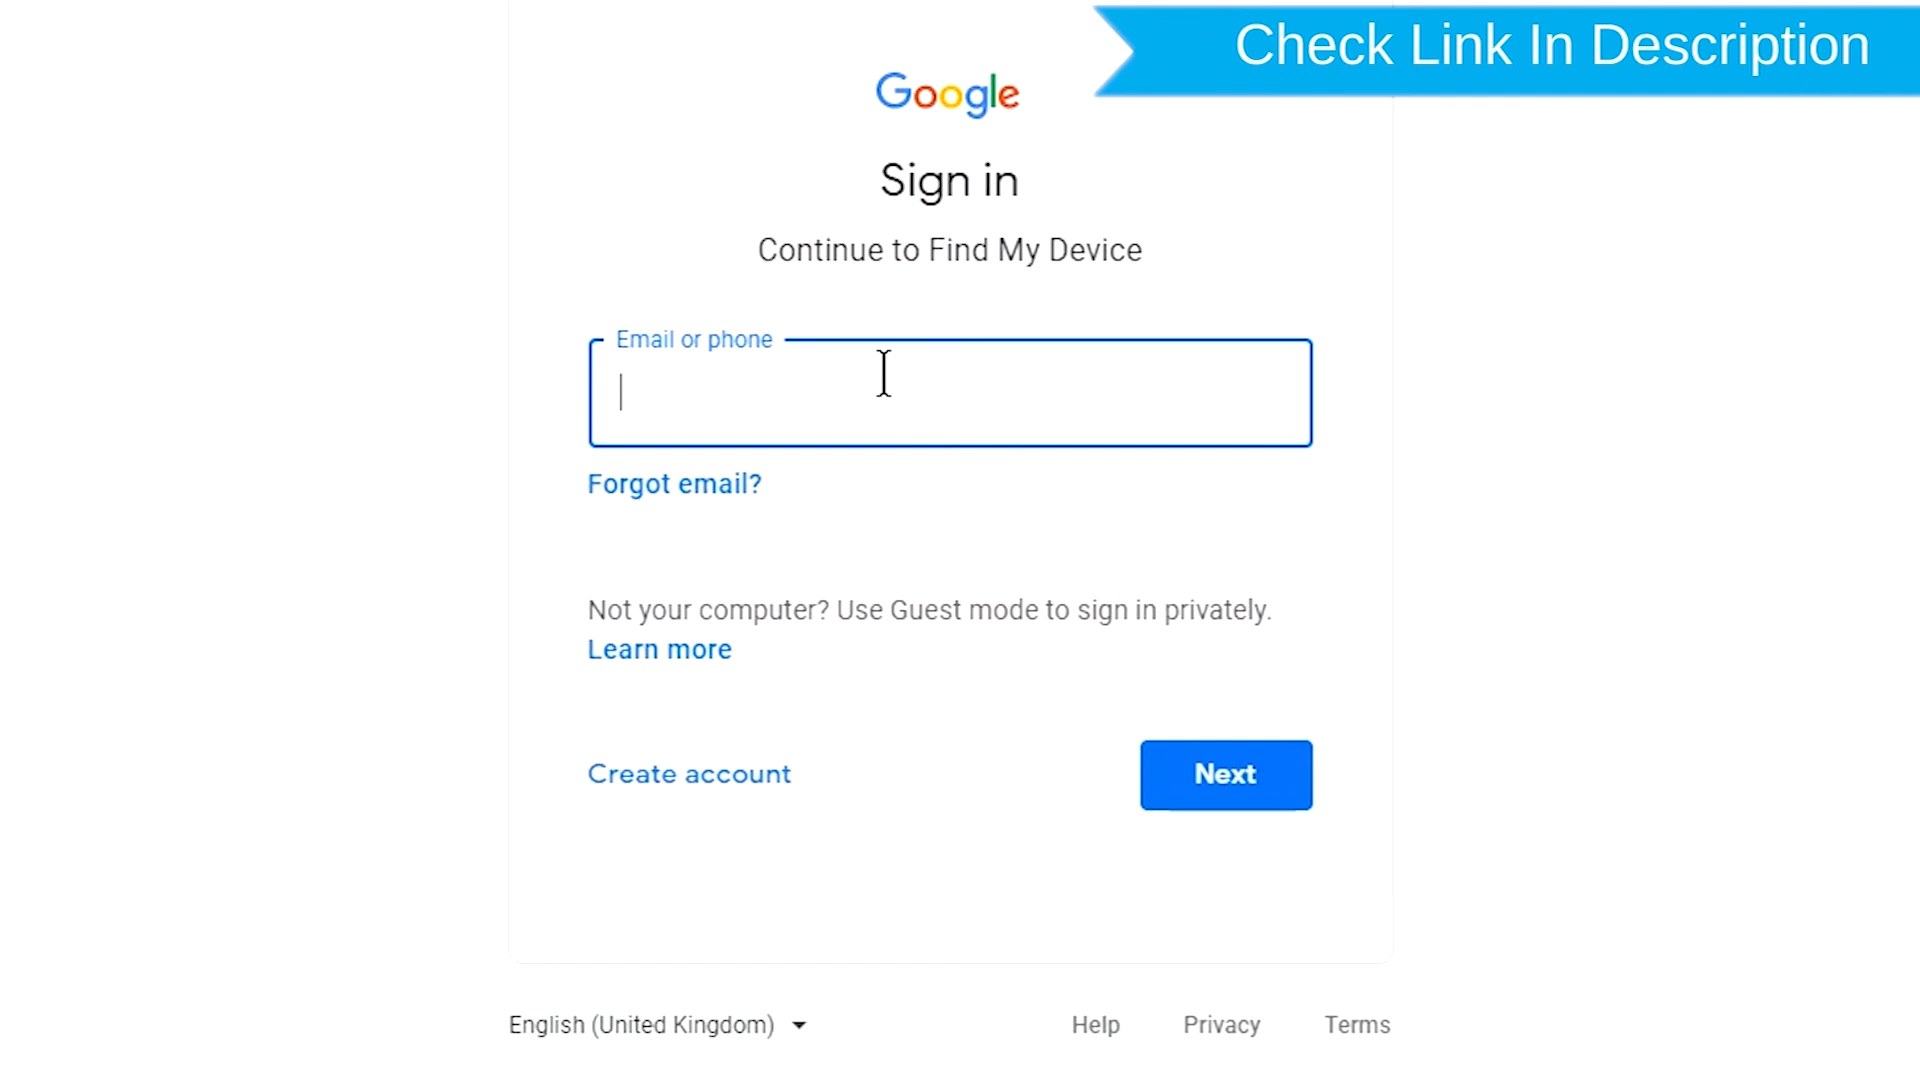 Check Link In Description
Google
Sign in
Continue to Find My Device
Email or phone
Forgot email?
Not your computer? Use Guest mode to sign in privately.
Learn more
Create account
Next
English (United Kingdom)
Help
Privacy
Terms